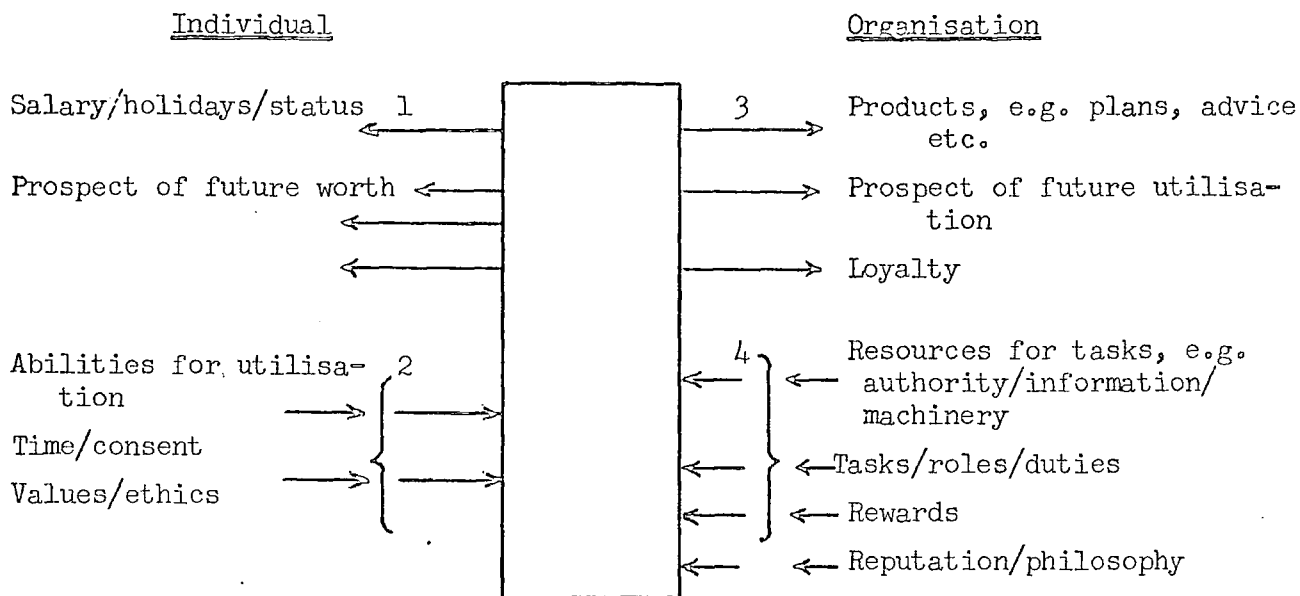 Individual
Organisation
Salary/holidays/status 1
3 Products, e.g. plans, advice
etc.
Prospect of future worth
Prospect of future utilisa-
tion
Loyalty
Abilities for utilisa-
tion
2
4 Resources for tasks, e.g.
authority/information/
machinery
Time/consent
Tasks/roles/duties
Values/ethics
Rewards
Reputation/philosophy